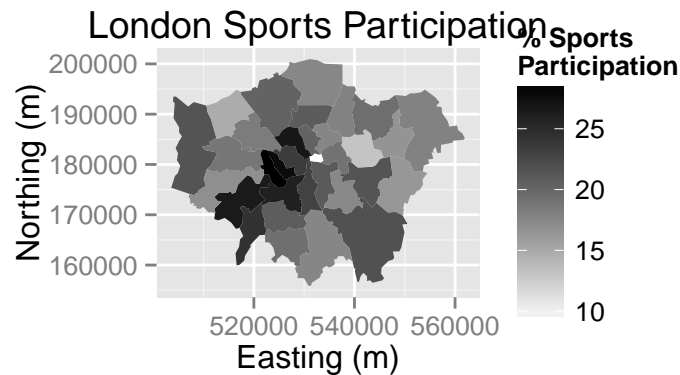 London Sports Participation
% Sports
Participation
200000
190000
180000
170000
160000
Northing (m)
520000 540000 560000
Easting (m)
25
20
15
10